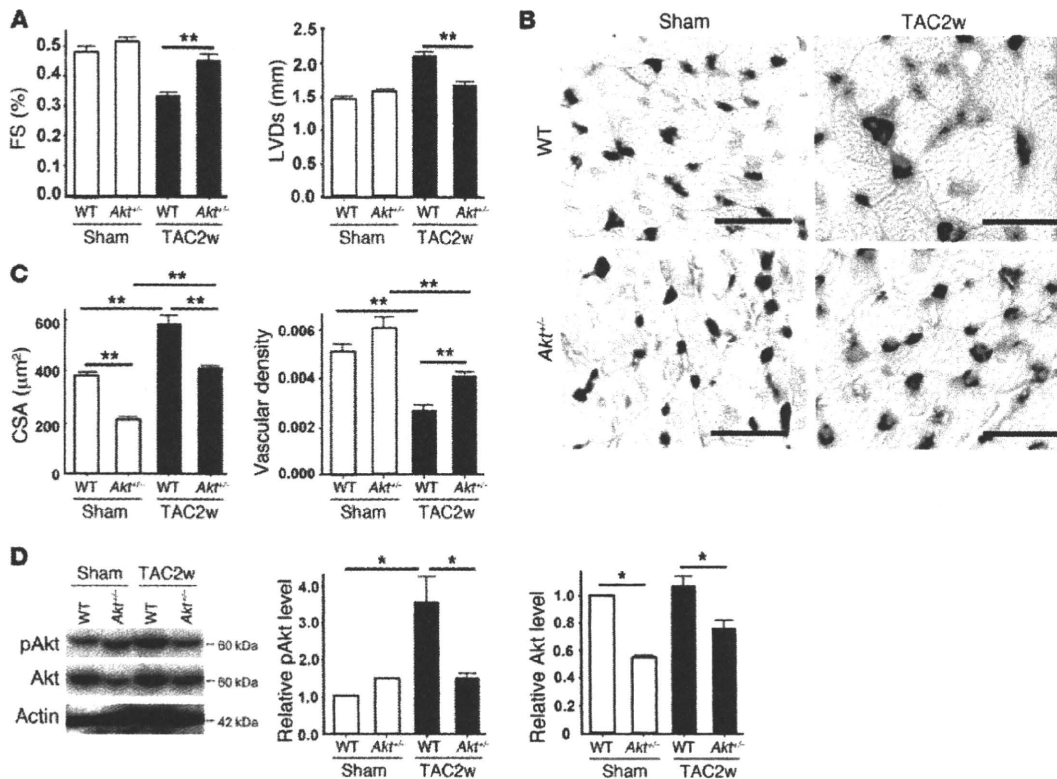 A
FS (%)
0.5
0.4
0.3
0.2
0.1
0.0
**
WT Akt+/- WT Akt+/-
Sham TAC2w
LVDs (mm)
2.5
2.0
1.5
1.0
0.5
0.0
**
WT Akt+/- WT Akt+/-
Sham TAC2w
B
Sham TAC2w
WT
Akt+/-
C
CSA (μm²)
600
400
200
0
**
** **
**
WT Akt+/- WT Akt+/-
Sham TAC2w
Vascular density
0.006
0.004
0.002
0.000
**
**
**
WT Akt+/- WT Akt+/-
Sham TAC2w
D
Sham TAC2w
WT Akt+/- WT Akt+/-
pAkt 60 kDa
Akt 60 kDa
Actin 42 kDa
Relative pAkt level
4.0
3.0
2.0
1.0
0.0
* *
WT Akt+/- WT Akt+/-
Sham TAC2w
Relative Akt level
1.0
0.8
0.6
0.4
0.2
0
* *
WT Akt+/- WT Akt+/-
Sham TAC2w